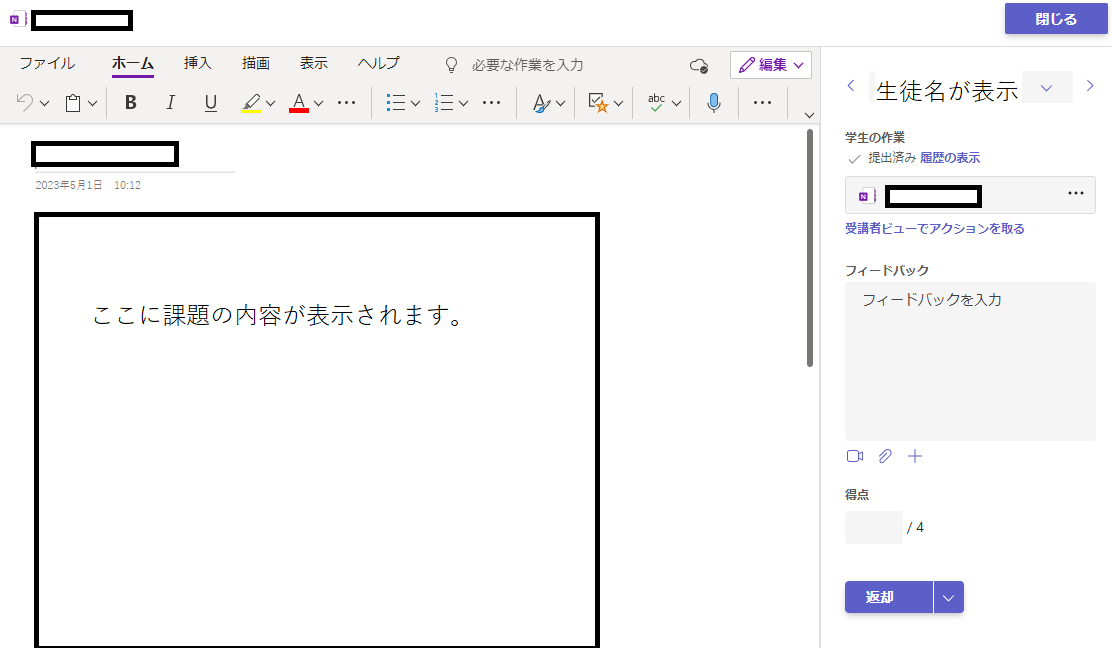 閉じる
ファイル ホーム 挿入 描画 表示 ヘルプ 必要な作業を入力 編集
B I U A abc
2023年5月1日 10:12
ここに課題の内容が表示されます。
生徒名が表示
学生の作業
提出済み 履歴の表示
受講者ビューでアクションを取る
フィードバック
フィードバックを入力
得点
/ 4
返却